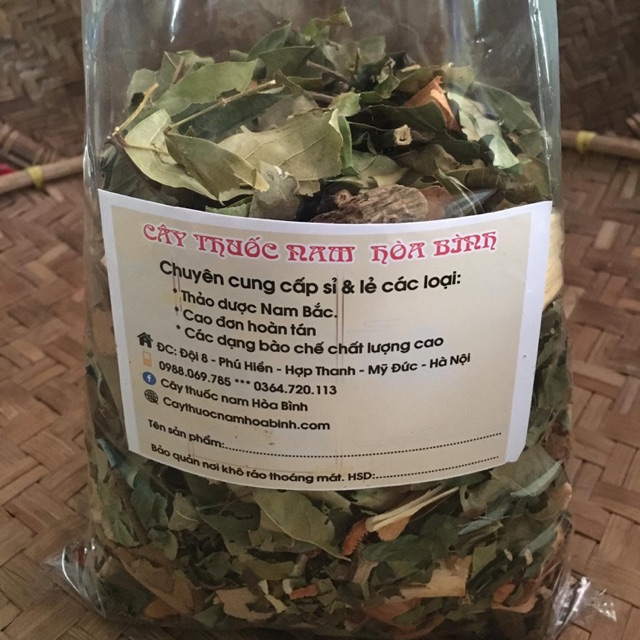 CÂY THUỐC NAM HÒA BÌNH
Chuyên cung cấp sỉ & lẻ các loại:
* Thảo dược Nam Bắc.
* Cao đơn hoàn tán
* Các dạng bào chế chất lượng cao
ĐC: Đội 8 - Phú Hiền - Hợp Thanh - Mỹ Đức - Hà Nội
0988.069.785 *** 0364.720.113
Cây thuốc nam Hòa Bình
Caythuocnamhoabinh.com
Tên sản phẩm:........................................
Bảo quản nơi khô ráo thoáng mát. HSD:........................